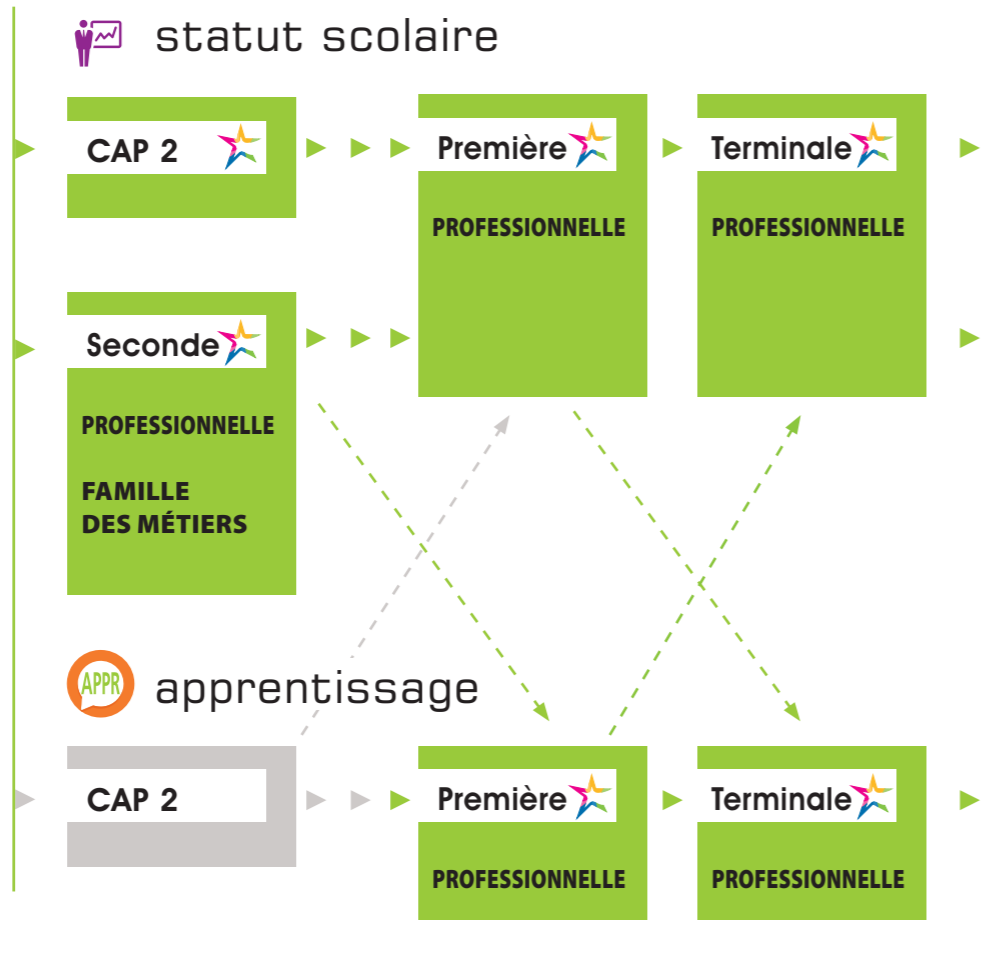 statut scolaire
CAP 2
Première
PROFESSIONNELLE
Terminale
PROFESSIONNELLE
Seconde
PROFESSIONNELLE
FAMILLE
DES MÉTIERS
APPR
apprentissage
CAP 2
Première
PROFESSIONNELLE
Terminale
PROFESSIONNELLE